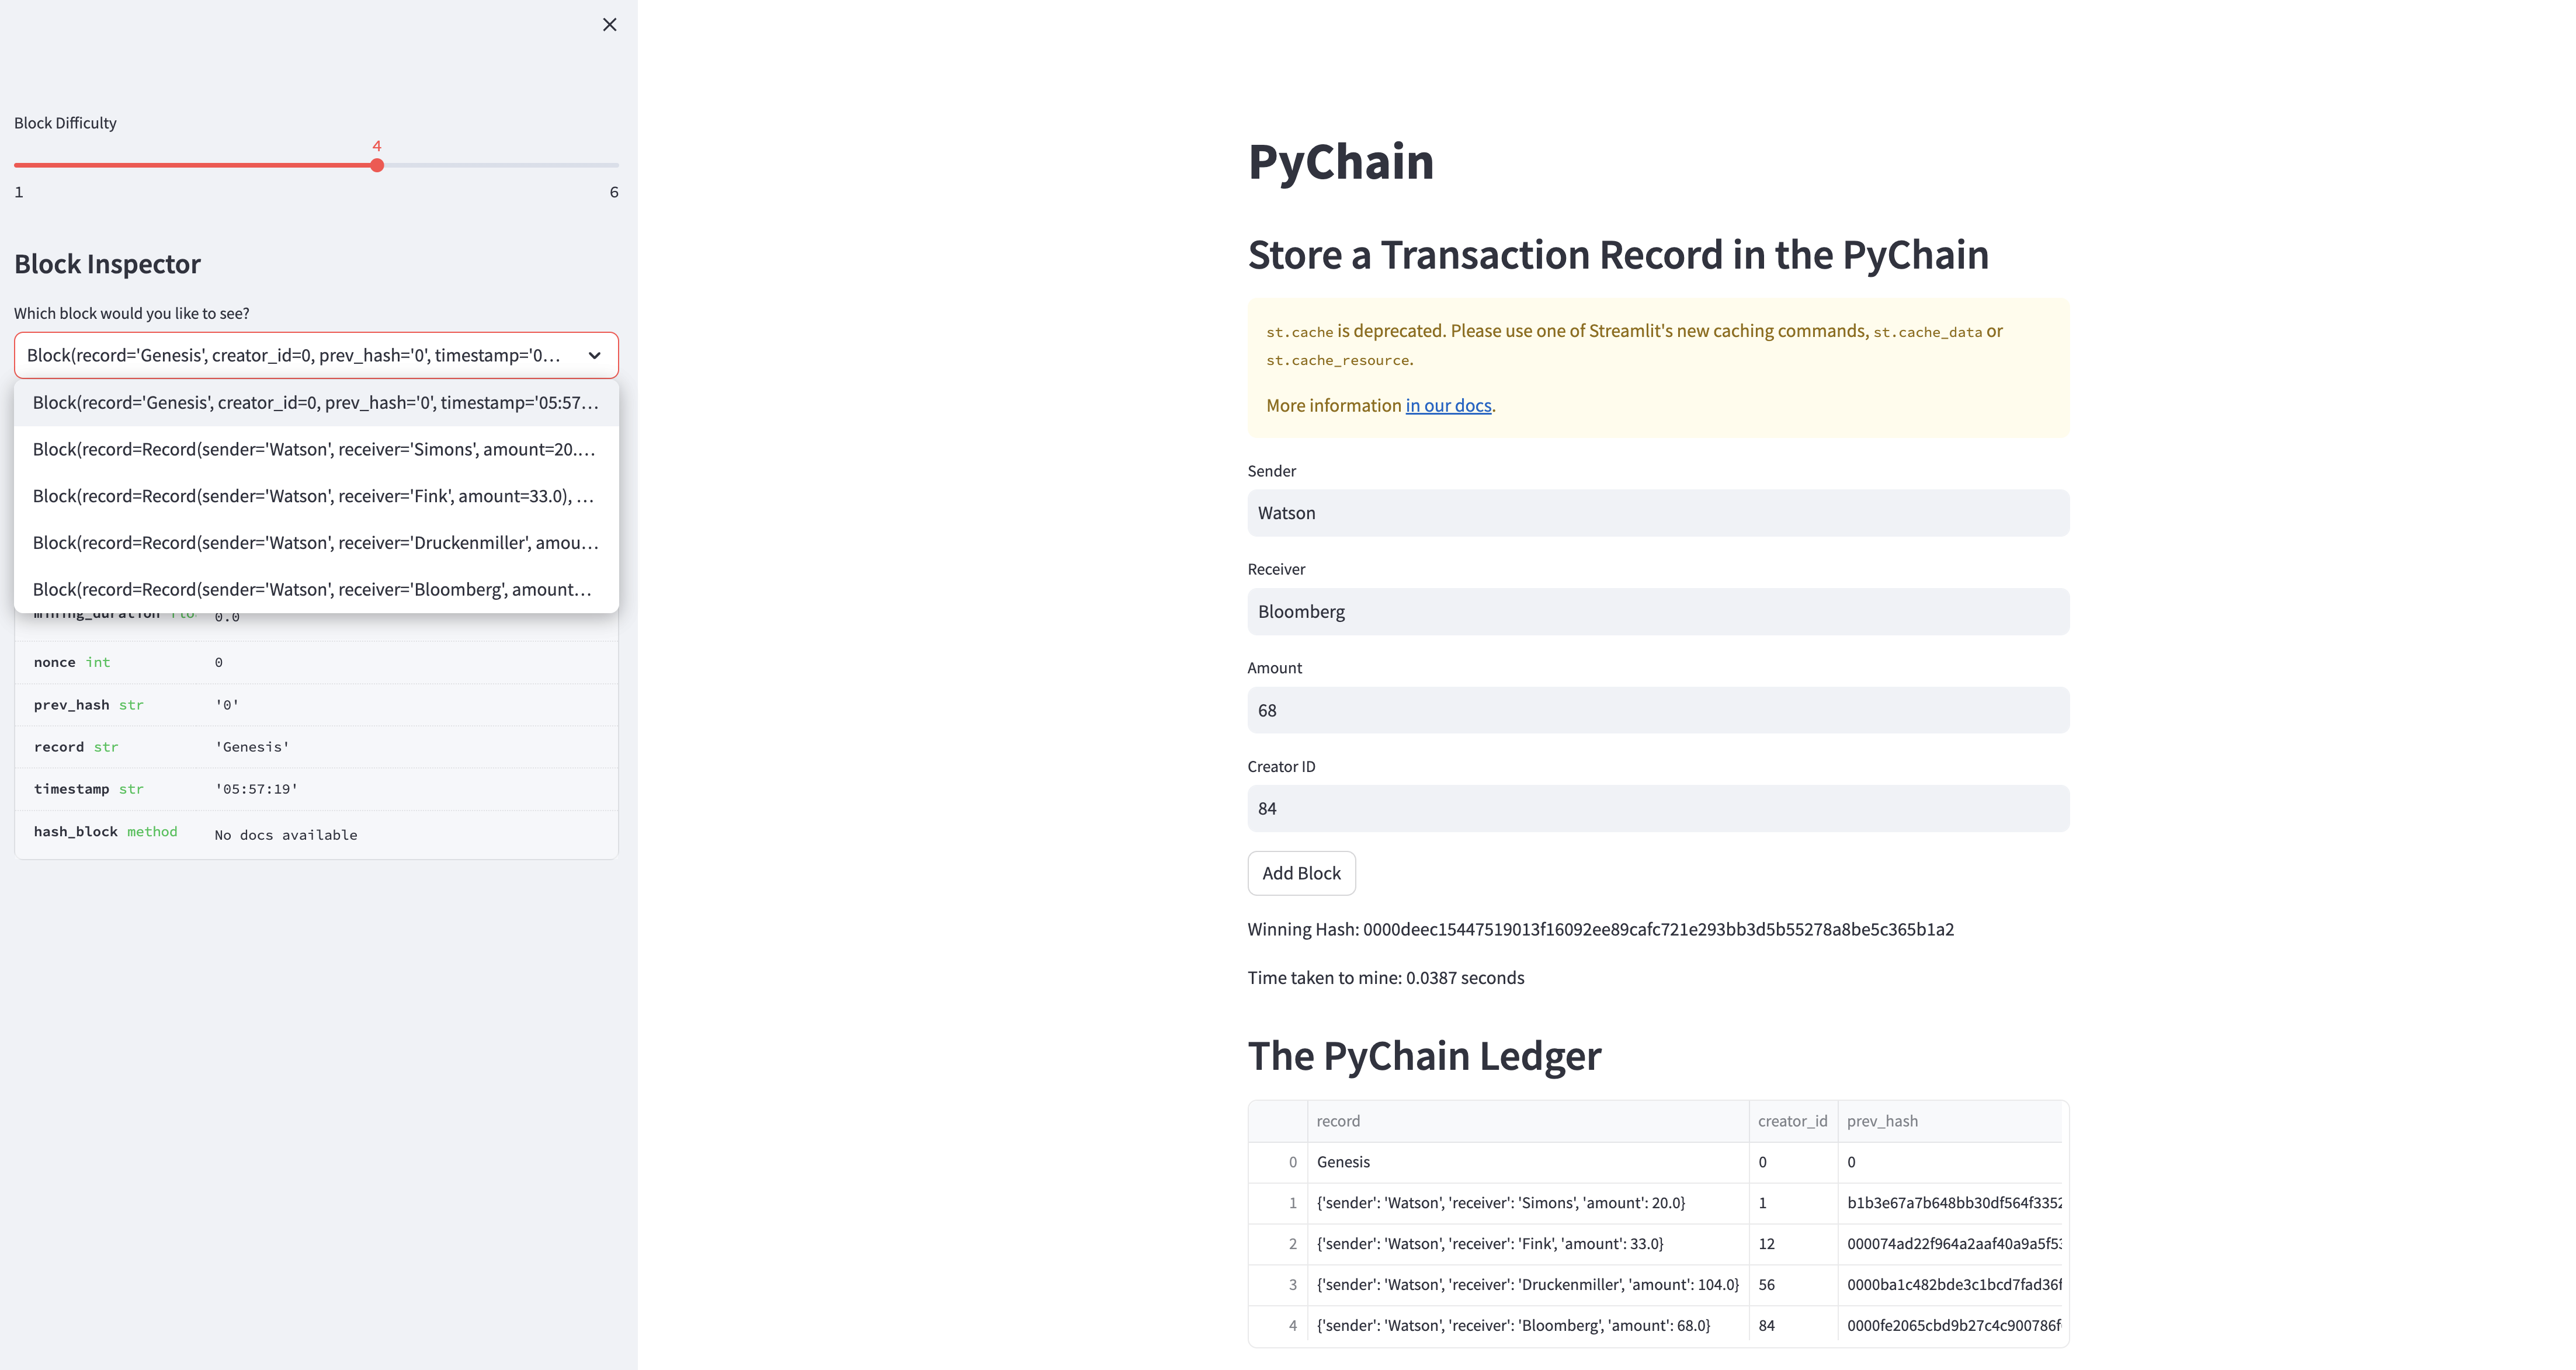 Block Difficulty
4
1 6
Block Inspector
Which block would you like to see?
Block(record='Genesis', creator_id=0, prev_hash='0', timestamp='0…
Block(record='Genesis', creator_id=0, prev_hash='0', timestamp='05:57…
Block(record=Record(sender='Watson', receiver='Simons', amount=20.…
Block(record=Record(sender='Watson', receiver='Fink', amount=33.0), …
Block(record=Record(sender='Watson', receiver='Druckenmiller', amou…
Block(record=Record(sender='Watson', receiver='Bloomberg', amount…
mining_duration flo 0.0
nonce int 0
prev_hash str '0'
record str 'Genesis'
timestamp str '05:57:19'
hash_block method No docs available
PyChain
Store a Transaction Record in the PyChain
st.cache is deprecated. Please use one of Streamlit's new caching commands, st.cache_data or
st.cache_resource.
More information in our docs.
Sender
Watson
Receiver
Bloomberg
Amount
68
Creator ID
84
Add Block
Winning Hash: 0000deec15447519013f16092ee89cafc721e293bb3d5b55278a8be5c365b1a2
Time taken to mine: 0.0387 seconds
The PyChain Ledger
record creator_id prev_hash
0 Genesis 0 0
1 {'sender': 'Watson', 'receiver': 'Simons', 'amount': 20.0} 1 b1b3e67a7b648bb30df564f3352
2 {'sender': 'Watson', 'receiver': 'Fink', 'amount': 33.0} 12 000074ad22f964a2aaf40a9a5f53
3 {'sender': 'Watson', 'receiver': 'Druckenmiller', 'amount': 104.0} 56 0000ba1c482bde3c1bcd7fad36f
4 {'sender': 'Watson', 'receiver': 'Bloomberg', 'amount': 68.0} 84 0000fe2065cbd9b27c4c900786f